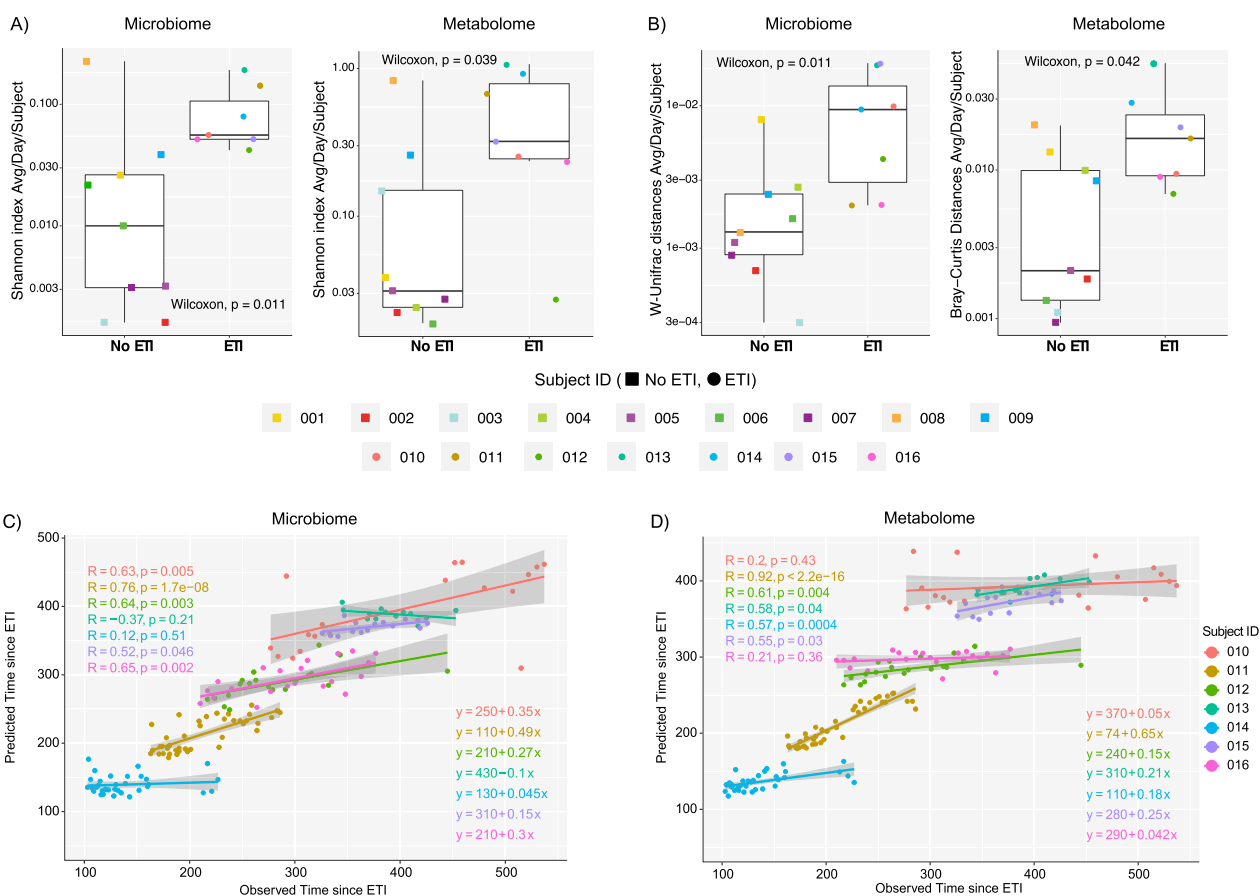 A)
Microbiome
Metabolome
B)
Microbiome
Metabolome
Shannon index Avg/Day/Subject
0.100
0.030
0.010
0.003
Wilcoxon, p = 0.011
No ETI
ETI
Shannon index Avg/Day/Subject
1.00
0.30
0.10
0.03
Wilcoxon, p = 0.039
No ETI
ETI
W-Unifrac distances Avg/Day/Subject
1e−02
3e−03
1e−03
3e−04
Wilcoxon, p = 0.011
No ETI
ETI
Bray−Curtis Distances Avg/Day/Subject
0.030
0.010
0.003
0.001
Wilcoxon, p = 0.042
No ETI
ETI
Subject ID ( No ETI, ETI)
001 002 003 004 005 006 007 008 009
010 011 012 013 014 015 016
C)
Microbiome
Predicted Time since ETI
500
400
300
200
100
R = 0.63, p = 0.005
R = 0.76, p = 1.7e−08
R = 0.64, p = 0.003
R = −0.37, p = 0.21
R = 0.12, p = 0.51
R = 0.52, p = 0.046
R = 0.65, p = 0.002
y = 250 + 0.35x
y = 110 + 0.49x
y = 210 + 0.27x
y = 430 − 0.1x
y = 130 + 0.045x
y = 310 + 0.15x
y = 210 + 0.3x
100 200 300 400 500
Observed Time since ETI
D)
Metabolome
Predicted Time since ETI
400
300
200
100
R = 0.2, p = 0.43
R = 0.92, p < 2.2e−16
R = 0.61, p = 0.004
R = 0.58, p = 0.04
R = 0.57, p = 0.0004
R = 0.55, p = 0.03
R = 0.21, p = 0.36
y = 370 + 0.05x
y = 74 + 0.65x
y = 240 + 0.15x
y = 310 + 0.21x
y = 110 + 0.18x
y = 280 + 0.25x
y = 290 + 0.042x
100 200 300 400 500
Observed Time since ETI
Subject ID
010
011
012
013
014
015
016